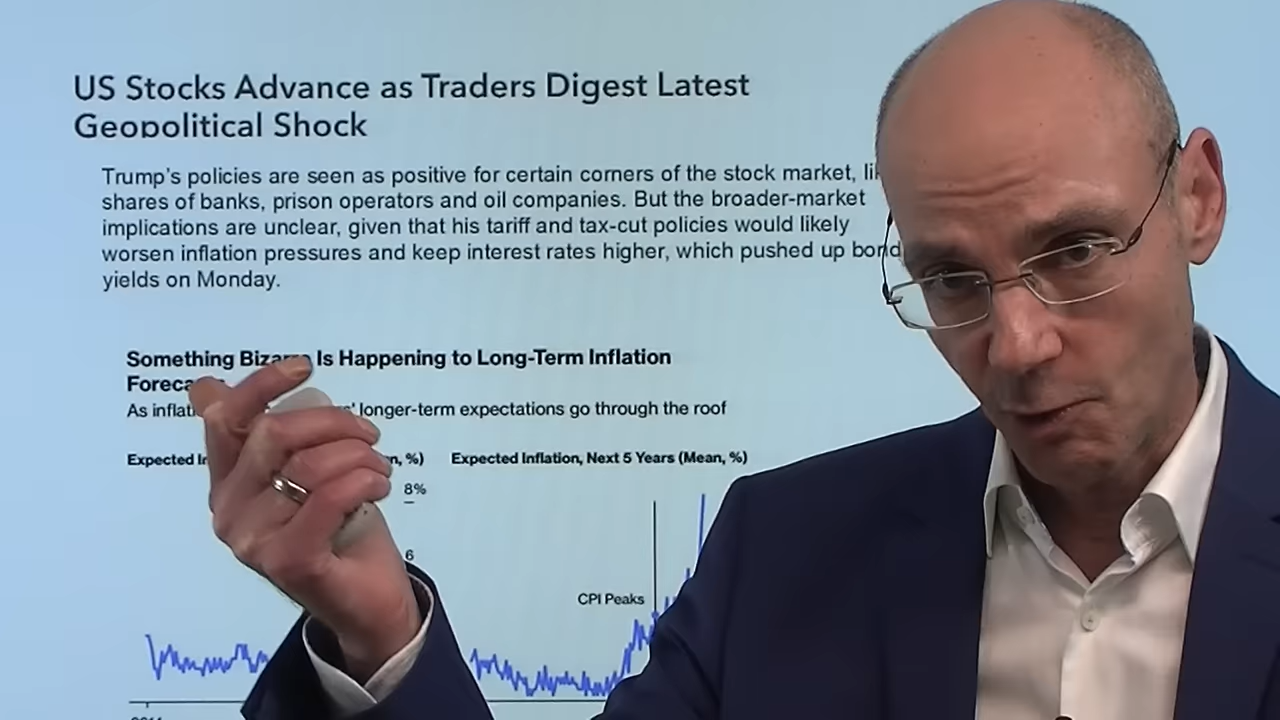 US Stocks Advance as Traders Digest Latest
Geopolitical Shock
Trump's policies are seen as positive for certain corners of the stock market,
shares of banks, prison operators and oil companies. But the broader-market
implications are unclear, given that his tariff and tax-cut policies would likely
worsen inflation pressures and keep interest rates higher, which pushed up bond
yields on Monday.
Something Is Happening to Long-Term Inflation
As longer-term expectations go through the roof
Expected n, %) Expected Inflation, Next 5 Years (Mean, %)
8%
6
CPI Peaks